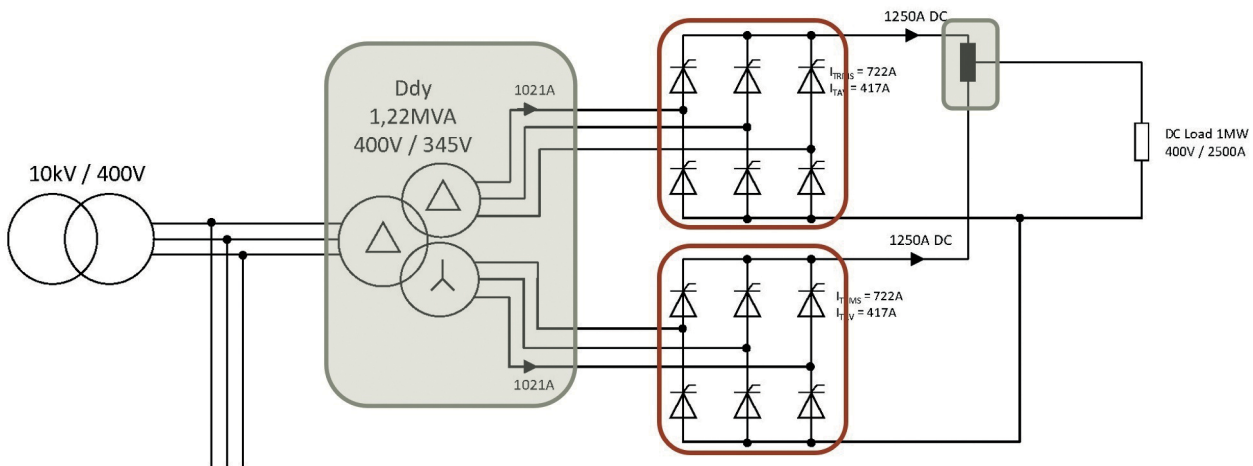 1250A DC
Ddy
1,22MVA
400V / 345V
1021A
I_TRMS = 722A
I_TAV = 417A
DC Load 1MW
400V / 2500A
10kV / 400V
1250A DC
I_TRMS = 722A
I_TAV = 417A
1021A